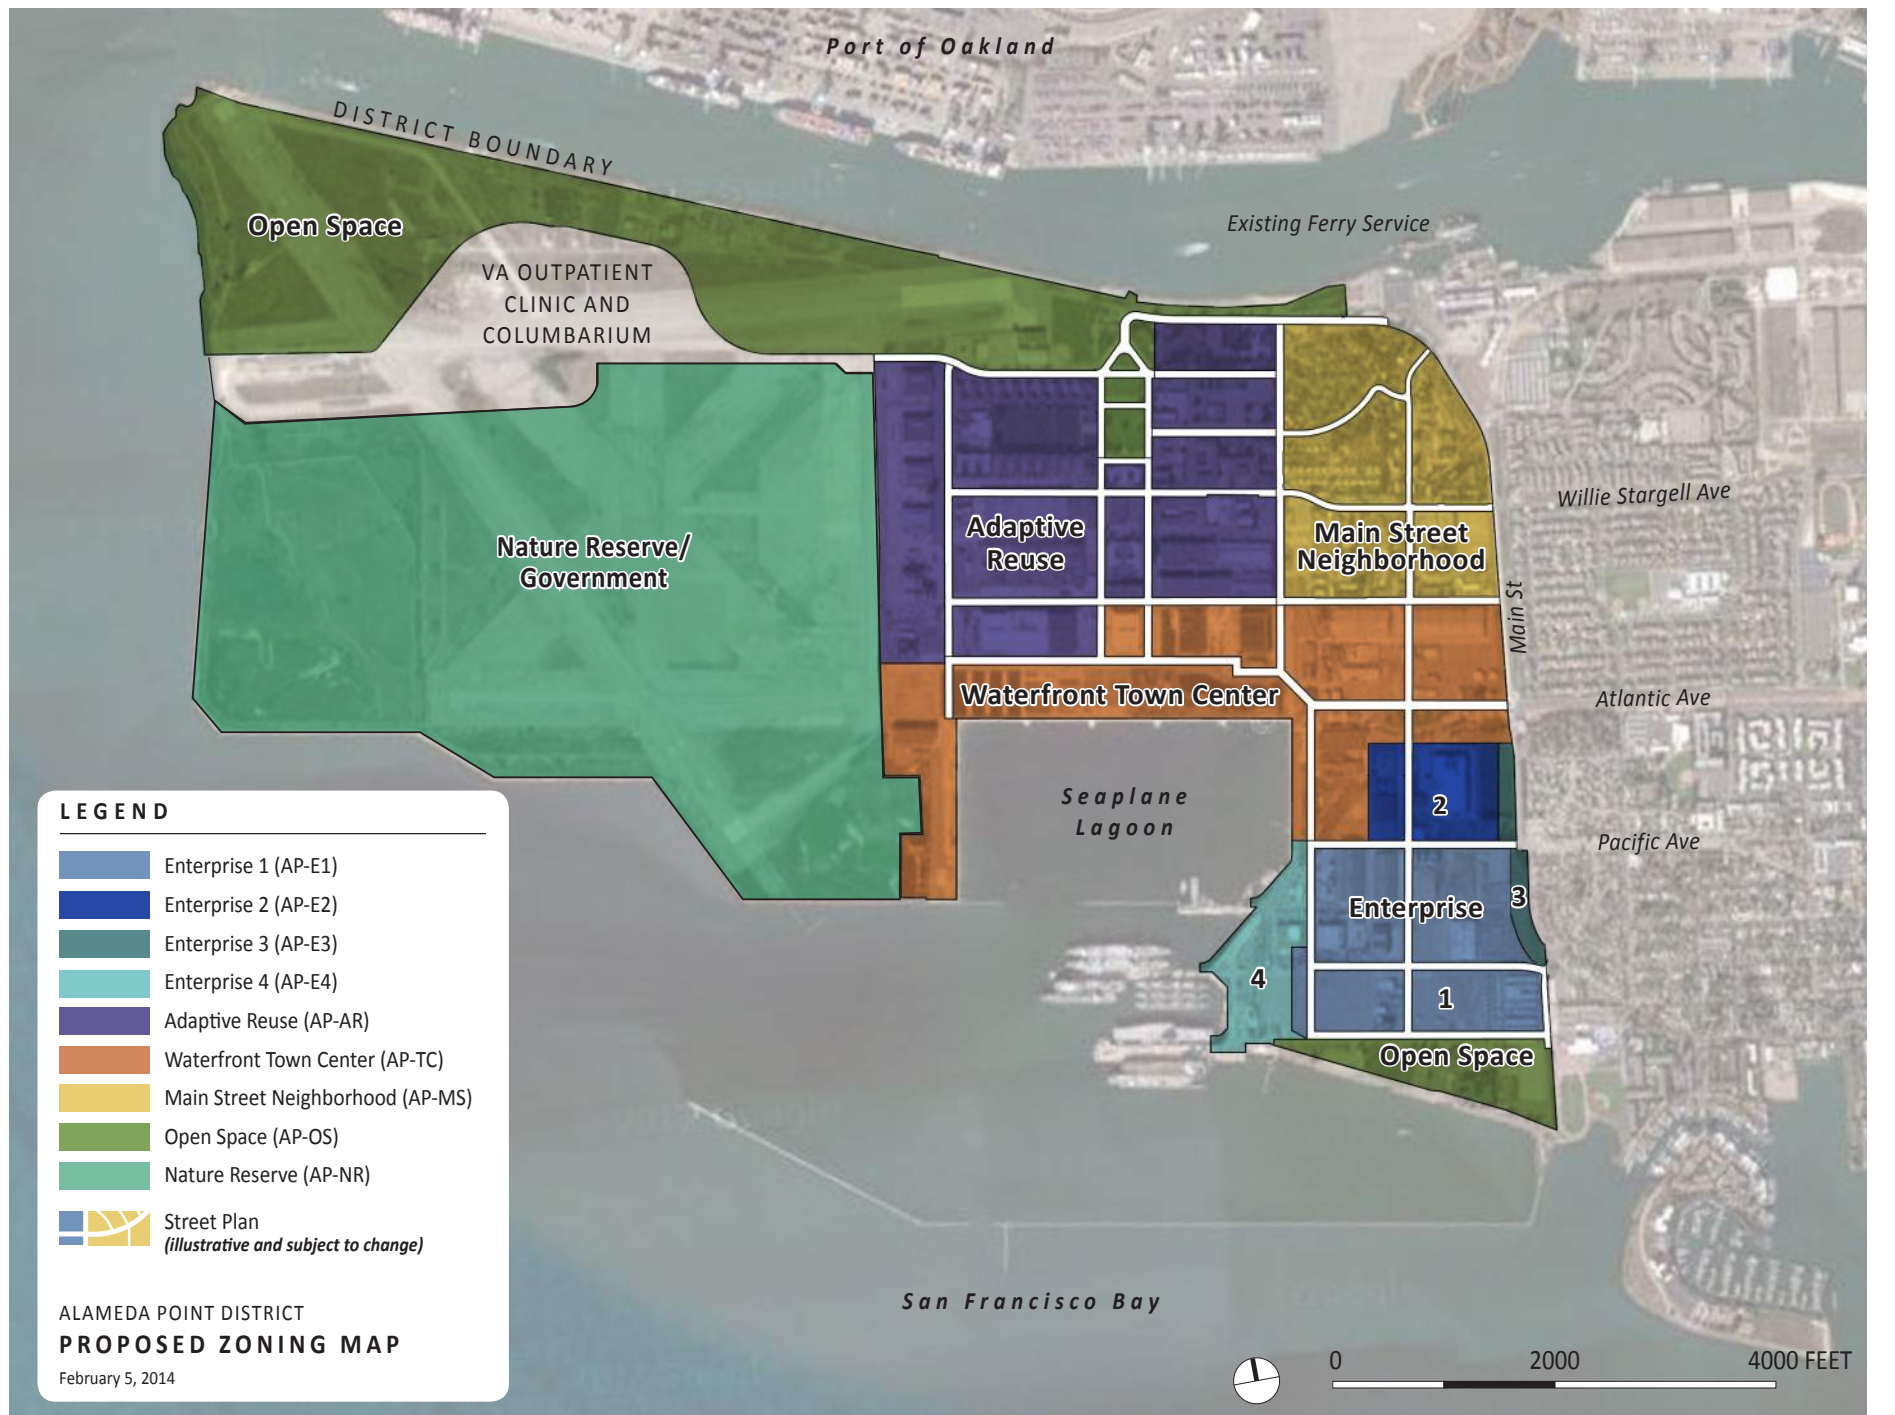 Port of Oakland
DISTRICT BOUNDARY
Open Space
Existing Ferry Service
VA OUTPATIENT
CLINIC AND
COLUMBARIUM
Willie Stargell Ave
Adaptive
Reuse
Main Street
Neighborhood
Nature Reserve/
Government
Main St
Waterfront Town Center
Atlantic Ave
Seaplane
Lagoon
2
Pacific Ave
Enterprise
3
4
1
Open Space
LEGEND
Enterprise 1 (AP-E1)
Enterprise 2 (AP-E2)
Enterprise 3 (AP-E3)
Enterprise 4 (AP-E4)
Adaptive Reuse (AP-AR)
Waterfront Town Center (AP-TC)
Main Street Neighborhood (AP-MS)
Open Space (AP-OS)
Nature Reserve (AP-NR)
Street Plan
(illustrative and subject to change)
ALAMEDA POINT DISTRICT
PROPOSED ZONING MAP
February 5, 2014
San Francisco Bay
0 2000 4000 FEET